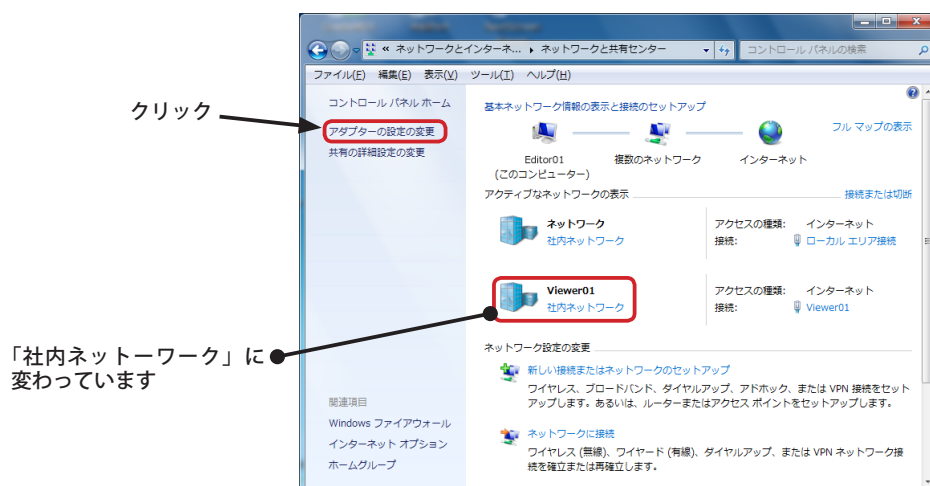 « ネットワークとインターネ... ▸ ネットワークと共有センター
コントロール パネルの検索
ファイル(F) 編集(E) 表示(V) ツール(T) ヘルプ(H)
クリック
コントロール パネル ホーム
アダプターの設定の変更
共有の詳細設定の変更
基本ネットワーク情報の表示と接続のセットアップ
フル マップの表示
Editor01
(このコンピューター)
複数のネットワーク
インターネット
アクティブなネットワークの表示
接続または切断
ネットワーク
社内ネットワーク
アクセスの種類: インターネット
接続: ローカル エリア接続
Viewer01
社内ネットワーク
アクセスの種類: インターネット
接続: Viewer01
「社内ネットーワーク」に
変わっています
ネットワーク設定の変更
新しい接続またはネットワークのセットアップ
ワイヤレス、ブロードバンド、ダイヤルアップ、アドホック、または VPN 接続をセット
アップします。あるいは、ルーターまたはアクセス ポイントをセットアップします。
ネットワークに接続
ワイヤレス (無線)、ワイヤード (有線)、ダイヤルアップ、または VPN ネットワーク接
続を確立または再確立します。
関連項目
Windows ファイアウォール
インターネット オプション
ホームグループ